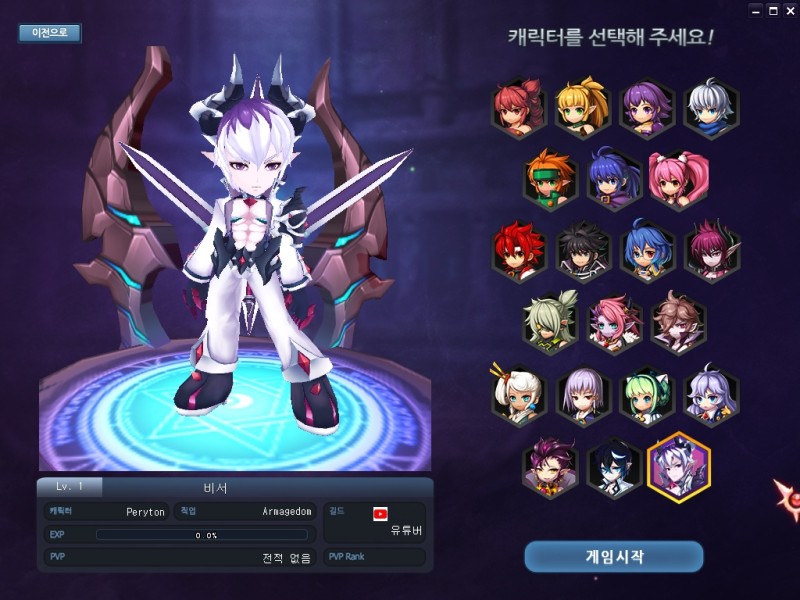 이전으로
캐릭터를 선택해 주세요!
Lv. 1
비서
캐릭터 Peryton 직업 Armagedom 길드
유튜버
EXP 0.0%
PVP 전적 없음 PVP Rank
게임시작